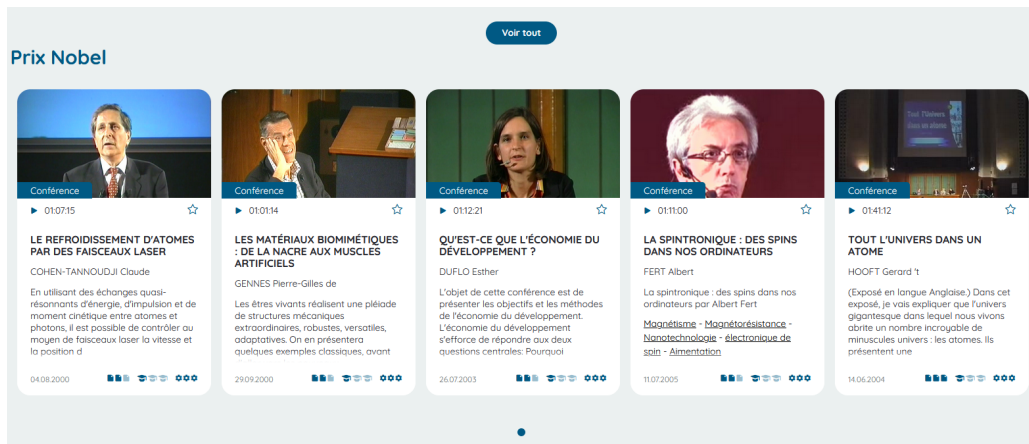 Voir tout
Prix Nobel
Conférence
01:07:15
LE REFROIDISSEMENT D'ATOMES
PAR DES FAISCEAUX LASER
COHEN-TANNOUDJI Claude
En utilisant des échanges quasi-
résonnants d'énergie, d'impulsion et de
moment cinétique entre atomes et
photons, il est possible de contrôler au
moyen de faisceaux laser la vitesse et
la position d
04.08.2000
Conférence
01:01:14
LES MATÉRIAUX BIOMIMÉTIQUES
: DE LA NACRE AUX MUSCLES
ARTIFICIELS
GENNES Pierre-Gilles de
Les êtres vivants réalisent une pléiade
de structures mécaniques
extraordinaires, robustes, versatiles,
adaptatives. On en présentera
quelques exemples classiques, avant
29.09.2000
Conférence
01:12:21
QU'EST-CE QUE L'ÉCONOMIE DU
DÉVELOPPEMENT ?
DUFLO Esther
L'objet de cette conférence est de
présenter les objectifs et les méthodes
de l'économie du développement.
L'économie du développement
s'efforce de répondre aux deux
questions centrales: Pourquoi
26.07.2003
Conférence
01:11:00
LA SPINTRONIQUE : DES SPINS
DANS NOS ORDINATEURS
FERT Albert
La spintronique : des spins dans nos
ordinateurs par Albert Fert
Magnétisme - Magnétorésistance -
Nanotechnologie - électronique de
spin - Aimentation
11.07.2005
Tout l'Univers
dans un atome
Conférence
01:41:12
TOUT L'UNIVERS DANS UN
ATOME
HOOFT Gerard 't
(Exposé en langue Anglaise.) Dans cet
exposé, je vais expliquer que l'univers
gigantesque dans lequel nous vivons
abrite un nombre incroyable de
minuscules univers : les atomes. Ils
présentent une
14.06.2004